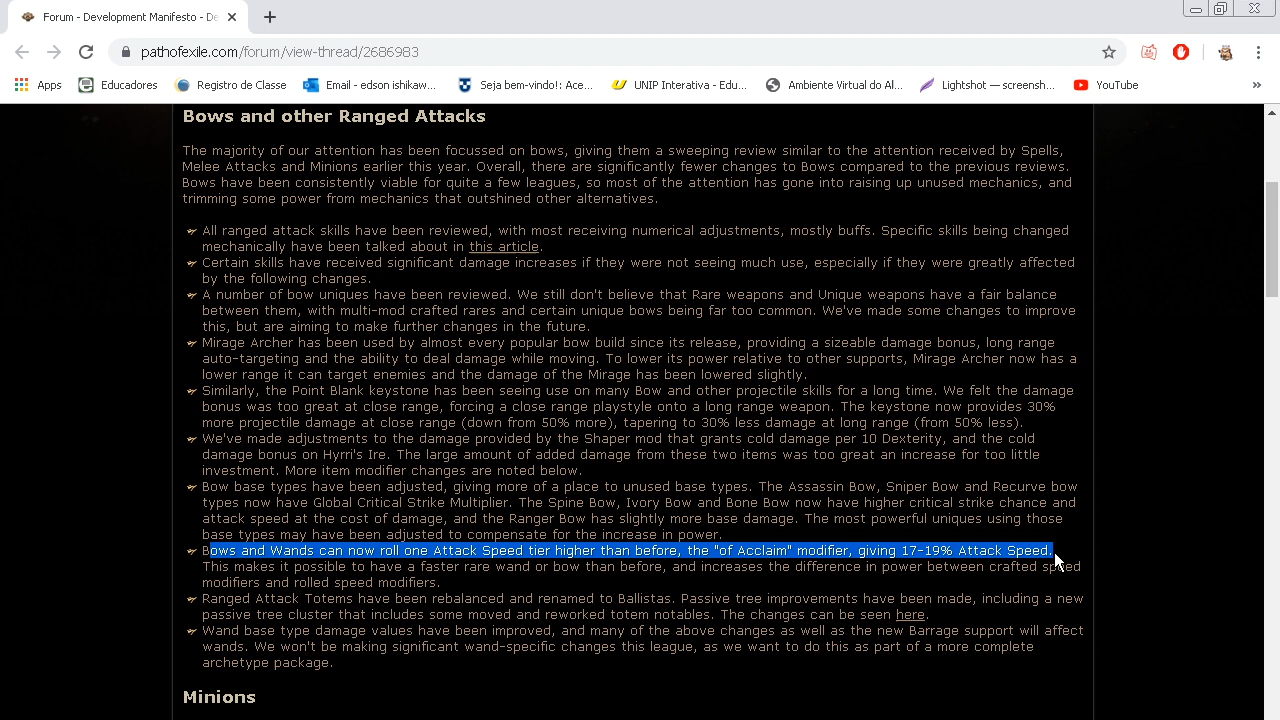 Forum - Development Manifesto - De
pathofexile.com/forum/view-thread/2686983
Apps Educadores Registro de Classe Email - edson ishikaw... Seja bem-vindo!: Ace... UNIP Interativa - Edu... Ambiente Virtual do Al... Lightshot — screensh... YouTube »
Bows and other Ranged Attacks
The majority of our attention has been focussed on bows, giving them a sweeping review similar to the attention received by Spells,
Melee Attacks and Minions earlier this year. Overall, there are significantly fewer changes to Bows compared to the previous reviews.
Bows have been consistently viable for quite a few leagues, so most of the attention has gone into raising up unused mechanics, and
trimming some power from mechanics that outshined other alternatives.
All ranged attack skills have been reviewed, with most receiving numerical adjustments, mostly buffs. Specific skills being changed
mechanically have been talked about in this article.
Certain skills have received significant damage increases if they were not seeing much use, especially if they were greatly affected
by the following changes.
A number of bow uniques have been reviewed. We still don't believe that Rare weapons and Unique weapons have a fair balance
between them, with multi-mod crafted rares and certain unique bows being far too common. We've made some changes to improve
this, but are aiming to make further changes in the future.
Mirage Archer has been used by almost every popular bow build since its release, providing a sizeable damage bonus, long range
auto-targeting and the ability to deal damage while moving. To lower its power relative to other supports, Mirage Archer now has a
lower range it can target enemies and the damage of the Mirage has been lowered slightly.
Similarly, the Point Blank keystone has been seeing use on many Bow and other projectile skills for a long time. We felt the damage
bonus was too great at close range, forcing a close range playstyle onto a long range weapon. The keystone now provides 30%
more projectile damage at close range (down from 50% more), tapering to 30% less damage at long range (from 50% less).
We've made adjustments to the damage provided by the Shaper mod that grants cold damage per 10 Dexterity, and the cold
damage bonus on Hyrri's Ire. The large amount of added damage from these two items was too great an increase for too little
investment. More item modifier changes are noted below.
Bow base types have been adjusted, giving more of a place to unused base types. The Assassin Bow, Sniper Bow and Recurve bow
types now have Global Critical Strike Multiplier. The Spine Bow, Ivory Bow and Bone Bow now have higher critical strike chance and
attack speed at the cost of damage, and the Ranger Bow has slightly more base damage. The most powerful uniques using those
base types may have been adjusted to compensate for the increase in power.
Bows and Wands can now roll one Attack Speed tier higher than before, the "of Acclaim" modifier, giving 17-19% Attack Speed.
This makes it possible to have a faster rare wand or bow than before, and increases the difference in power between crafted speed
modifiers and rolled speed modifiers.
Ranged Attack Totems have been rebalanced and renamed to Ballistas. Passive tree improvements have been made, including a new
passive tree cluster that includes some moved and reworked totem notables. The changes can be seen here.
Wand base type damage values have been improved, and many of the above changes as well as the new Barrage support will affect
wands. We won't be making significant wand-specific changes this league, as we want to do this as part of a more complete
archetype package.
Minions